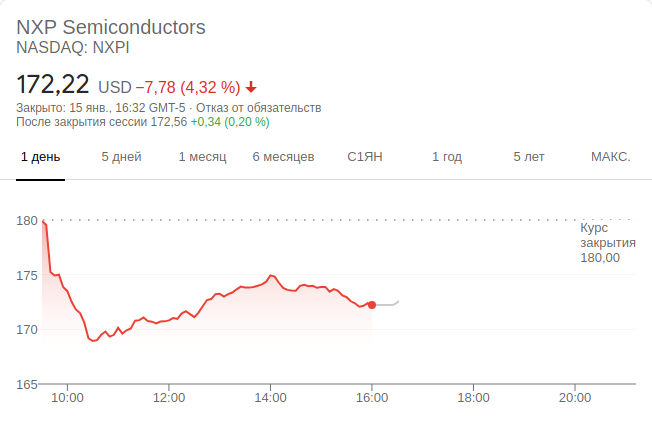 NXP Semiconductors
NASDAQ: NXPI
172,22 USD −7,78 (4,32 %)
Закрыто: 15 янв., 16:32 GMT-5 · Отказ от обязательств
После закрытия сессии 172,56 +0,34 (0,20 %)
1 день 5 дней 1 месяц 6 месяцев С1ЯН 1 год 5 лет МАКС.
180
Курс
закрытия
180,00
175
170
165
10:00 12:00 14:00 16:00 18:00 20:00